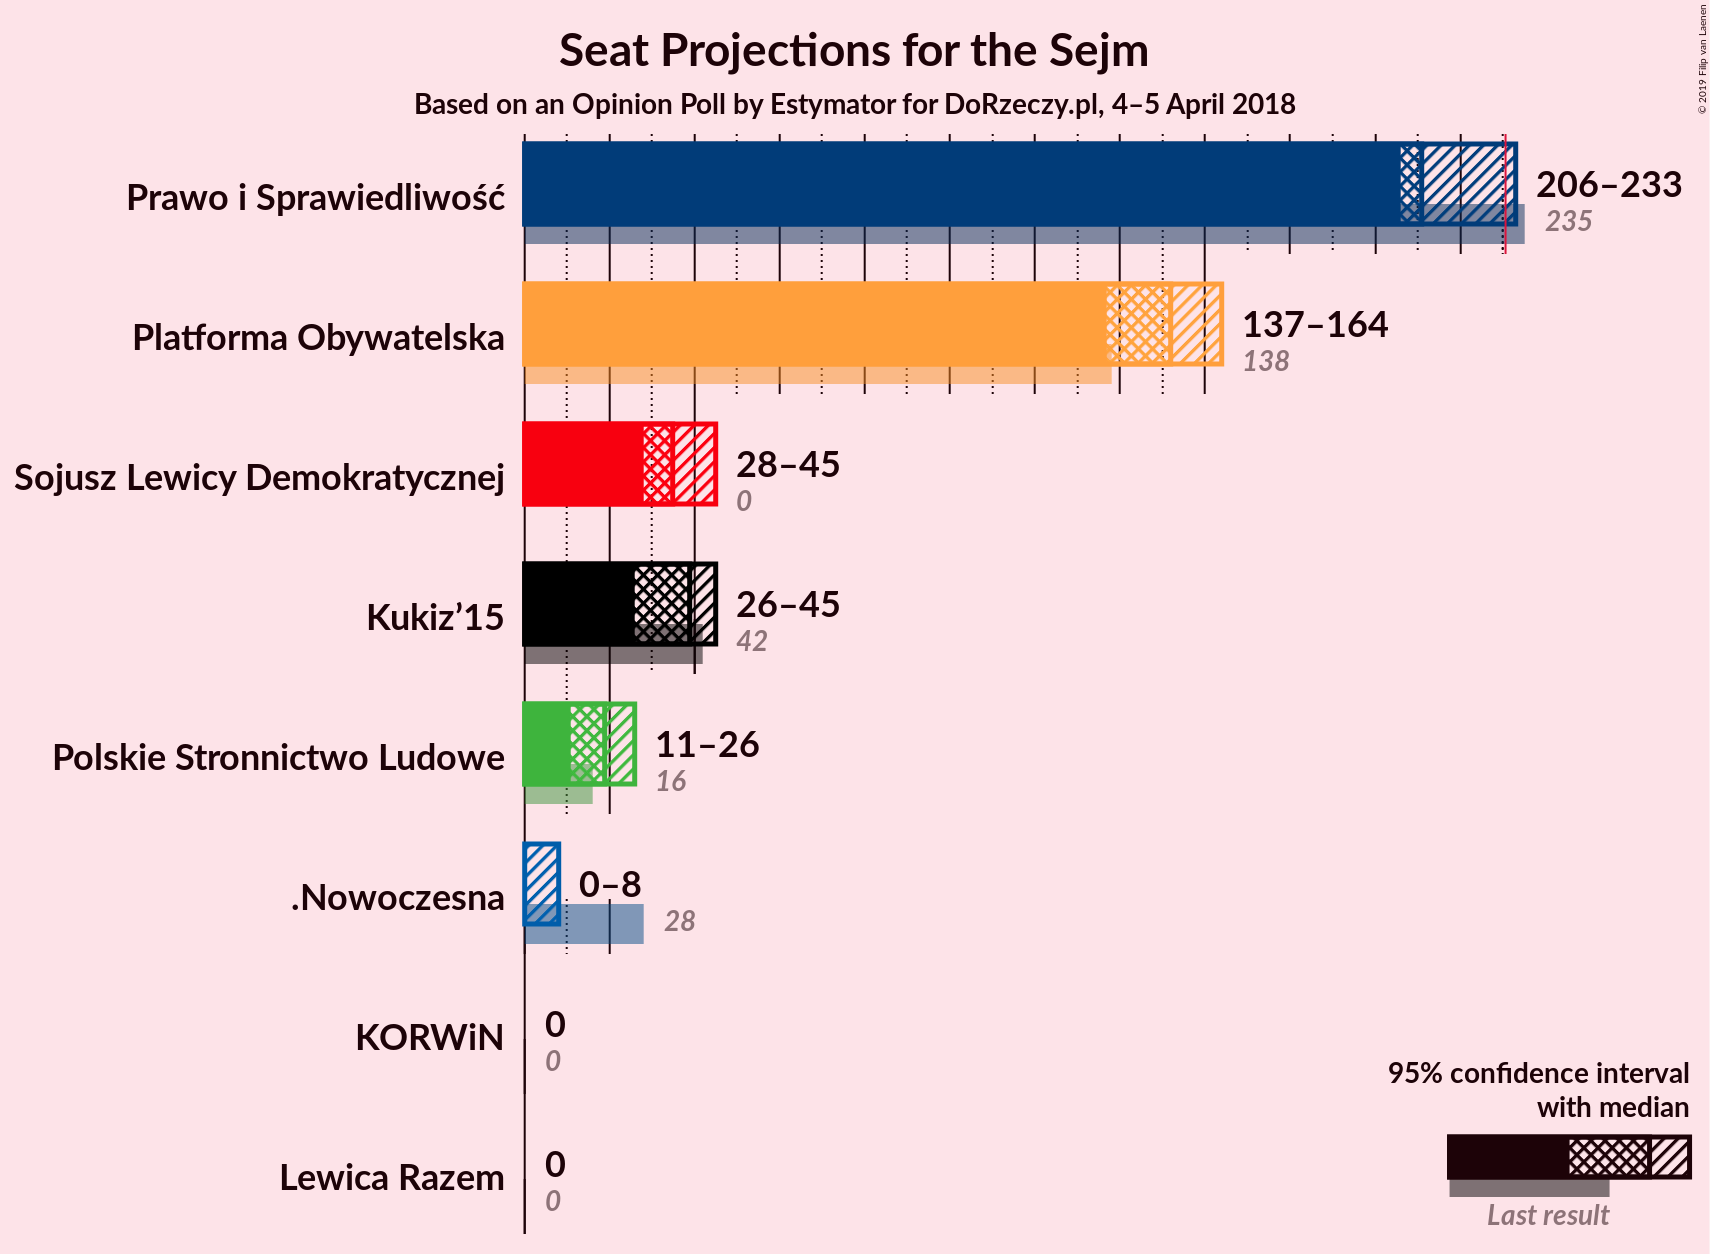 Seat Projections for the Sejm
Based on an Opinion Poll by Estymator for DoRzeczy.pl, 4–5 April 2018
© 2019 Filip van Laenen
Prawo i Sprawiedliwość
206–233
235
Platforma Obywatelska
137–164
138
Sojusz Lewicy Demokratycznej
28–45
0
Kukiz’15
26–45
42
Polskie Stronnictwo Ludowe
11–26
16
.Nowoczesna
0–8
28
KORWiN
0
0
Lewica Razem
0
0
95% confidence interval
with median
Last result